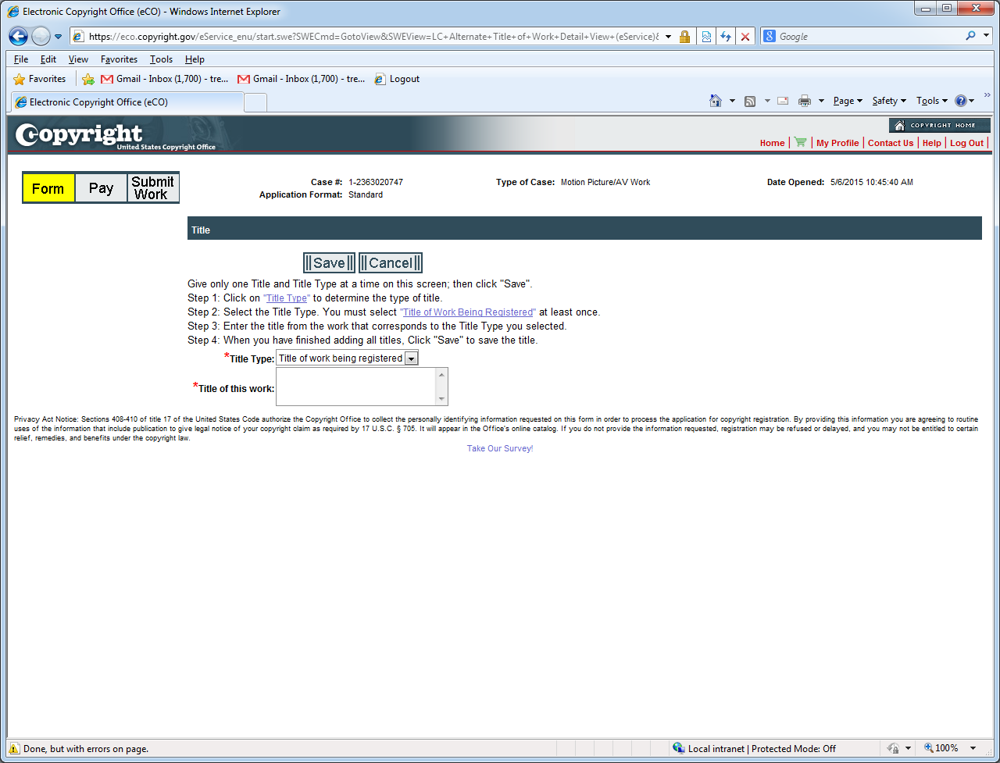 Electronic Copyright Office (eCO) - Windows Internet Explorer
https://eco.copyright.gov/eService_enu/start.swe?SWECmd=GotoView&SWEView=LC+Alternate+Title+of+Work+Detail+View+(eService)&
Google
File Edit View Favorites Tools Help
Favorites Gmail - Inbox (1,700) - tre... Gmail - Inbox (1,700) - tre... Logout
Electronic Copyright Office (eCO)
Page Safety Tools
Copyright
United States Copyright Office
COPYRIGHT HOME
Home | | My Profile | Contact Us | Help | Log Out |
Form Pay Submit Work
Case #: 1-2363020747 Type of Case: Motion Picture/AV Work Date Opened: 5/6/2015 10:45:40 AM
Application Format: Standard
Title
||Save|| ||Cancel||
Give only one Title and Title Type at a time on this screen; then click "Save".
Step 1: Click on "Title Type" to determine the type of title.
Step 2: Select the Title Type. You must select "Title of Work Being Registered" at least once.
Step 3: Enter the title from the work that corresponds to the Title Type you selected.
Step 4: When you have finished adding all titles, Click "Save" to save the title.
*Title Type: Title of work being registered
*Title of this work:
Privacy Act Notice: Sections 408-410 of title 17 of the United States Code authorize the Copyright Office to collect the personally identifying information requested on this form in order to process the application for copyright registration. By providing this information you are agreeing to routine
uses of the information that include publication to give legal notice of your copyright claim as required by 17 U.S.C. § 705. It will appear in the Office's online catalog. If you do not provide the information requested, registration may be refused or delayed, and you may not be entitled to certain
relief, remedies, and benefits under the copyright law.
Take Our Survey!
Done, but with errors on page.
Local intranet | Protected Mode: Off
100%